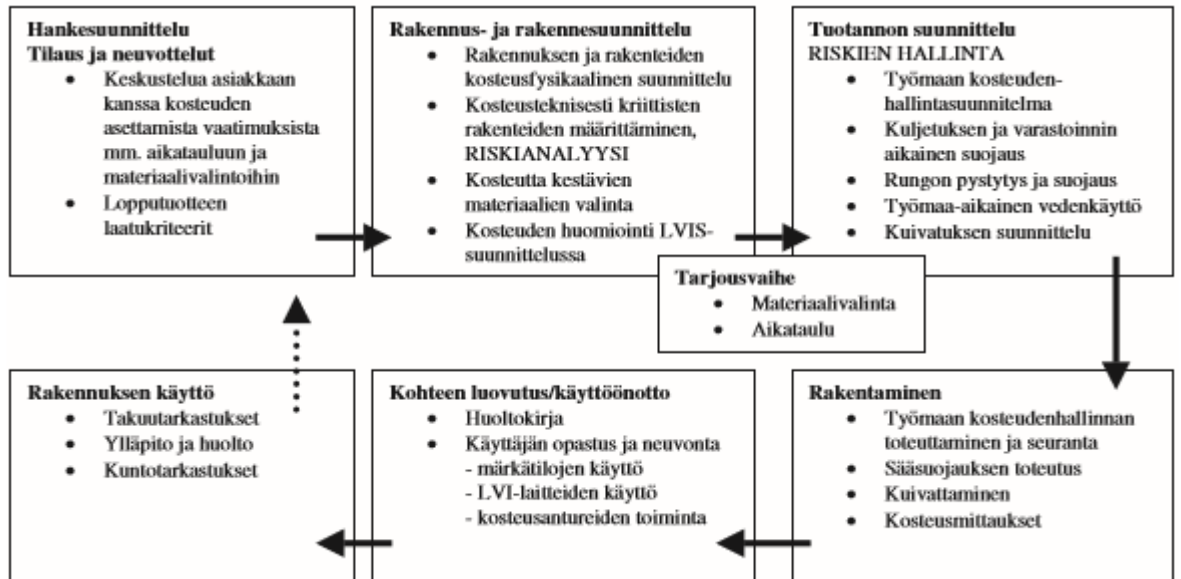 Hankesuunnittelu
Tilaus ja neuvottelut
• Keskustelua asiakkaan
kanssa kosteuden
asettamista vaatimuksista
mm. aikatauluun ja
materiaalivalintoihin
• Lopputuotteen
laatukriteerit
Rakennus- ja rakennesuunnittelu
• Rakennuksen ja rakenteiden
kosteusfysikaalinen suunnittelu
• Kosteusteknisesti kriittisten
rakenteiden määrittäminen,
RISKIANALYYSI
• Kosteutta kestävien
materiaalien valinta
• Kosteuden huomiointi LVIS-
suunnittelussa
Tuotannon suunnittelu
RISKIEN HALLINTA
• Työmaan kosteuden-
hallintasuunnitelma
• Kuljetuksen ja varastoinnin
aikainen suojaus
• Rungon pystytys ja suojaus
• Työmaa-aikainen vedenkäyttö
• Kuivatuksen suunnittelu
Tarjousvaihe
• Materiaalivalinta
• Aikataulu
Rakennuksen käyttö
• Takuutarkastukset
• Ylläpito ja huolto
• Kuntotarkastukset
Kohteen luovutus/käyttöönotto
• Huoltokirja
• Käyttäjän opastus ja neuvonta
- märkätilojen käyttö
- LVI-laitteiden käyttö
- kosteusantureiden toiminta
Rakentaminen
• Työmaan kosteudenhallinnan
toteuttaminen ja seuranta
• Sääsuojauksen toteutus
• Kuivattaminen
• Kosteusmittaukset